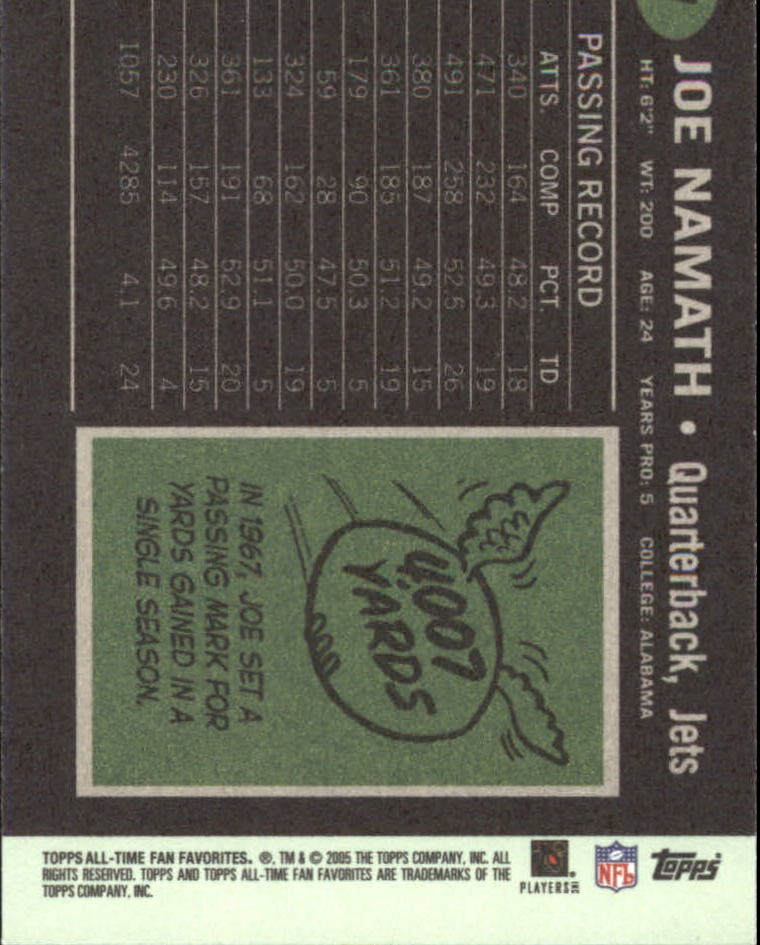 JOE NAMATH • Quarterback, Jets
HT: 6'2" WT: 200 AGE: 24 YEARS PRO: 5 COLLEGE: ALABAMA
PASSING RECORD
ATTS. COMP PCT. TD
340 164 48.2 18
471 232 49.3 19
491 258 52.5 26
380 187 49.2 15
361 185 51.2 19
179 90 50.3 5
59 28 47.5 5
324 162 50.0 19
133 68 51.1 5
361 191 52.9 20
326 157 48.2 15
230 114 49.6 4
1057 4285 4.1 24
4,007
YARDS
IN 1967, JOE SET A
PASSING MARK FOR
YARDS GAINED IN A
SINGLE SEASON.
TOPPS ALL-TIME FAN FAVORITES. ®, TM & © 2005 THE TOPPS COMPANY, INC. ALL
RIGHTS RESERVED. TOPPS AND TOPPS ALL-TIME FAN FAVORITES ARE TRADEMARKS OF THE
TOPPS COMPANY, INC.
PLAYERS INC
NFL
Topps